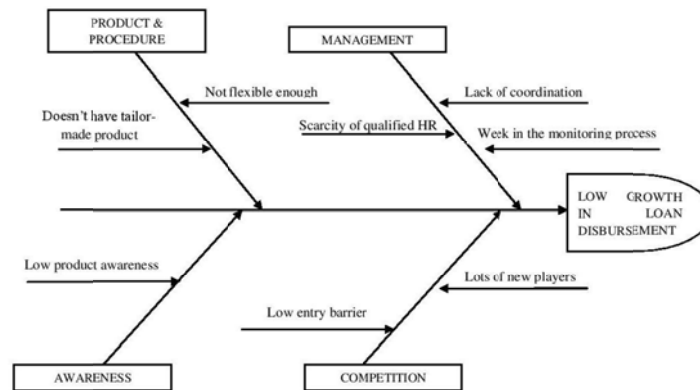 PRODUCT &
PROCEDURE
MANAGEMENT
Not flexible enough
Lack of coordination
Doesn't have tailor-
made product
Scarcity of qualified HR
Week in the monitoring process
LOW GROWTH
IN LOAN
DISBURSEMENT
Low product awareness
Lots of new players
Low entry barrier
AWARENESS
COMPETITION